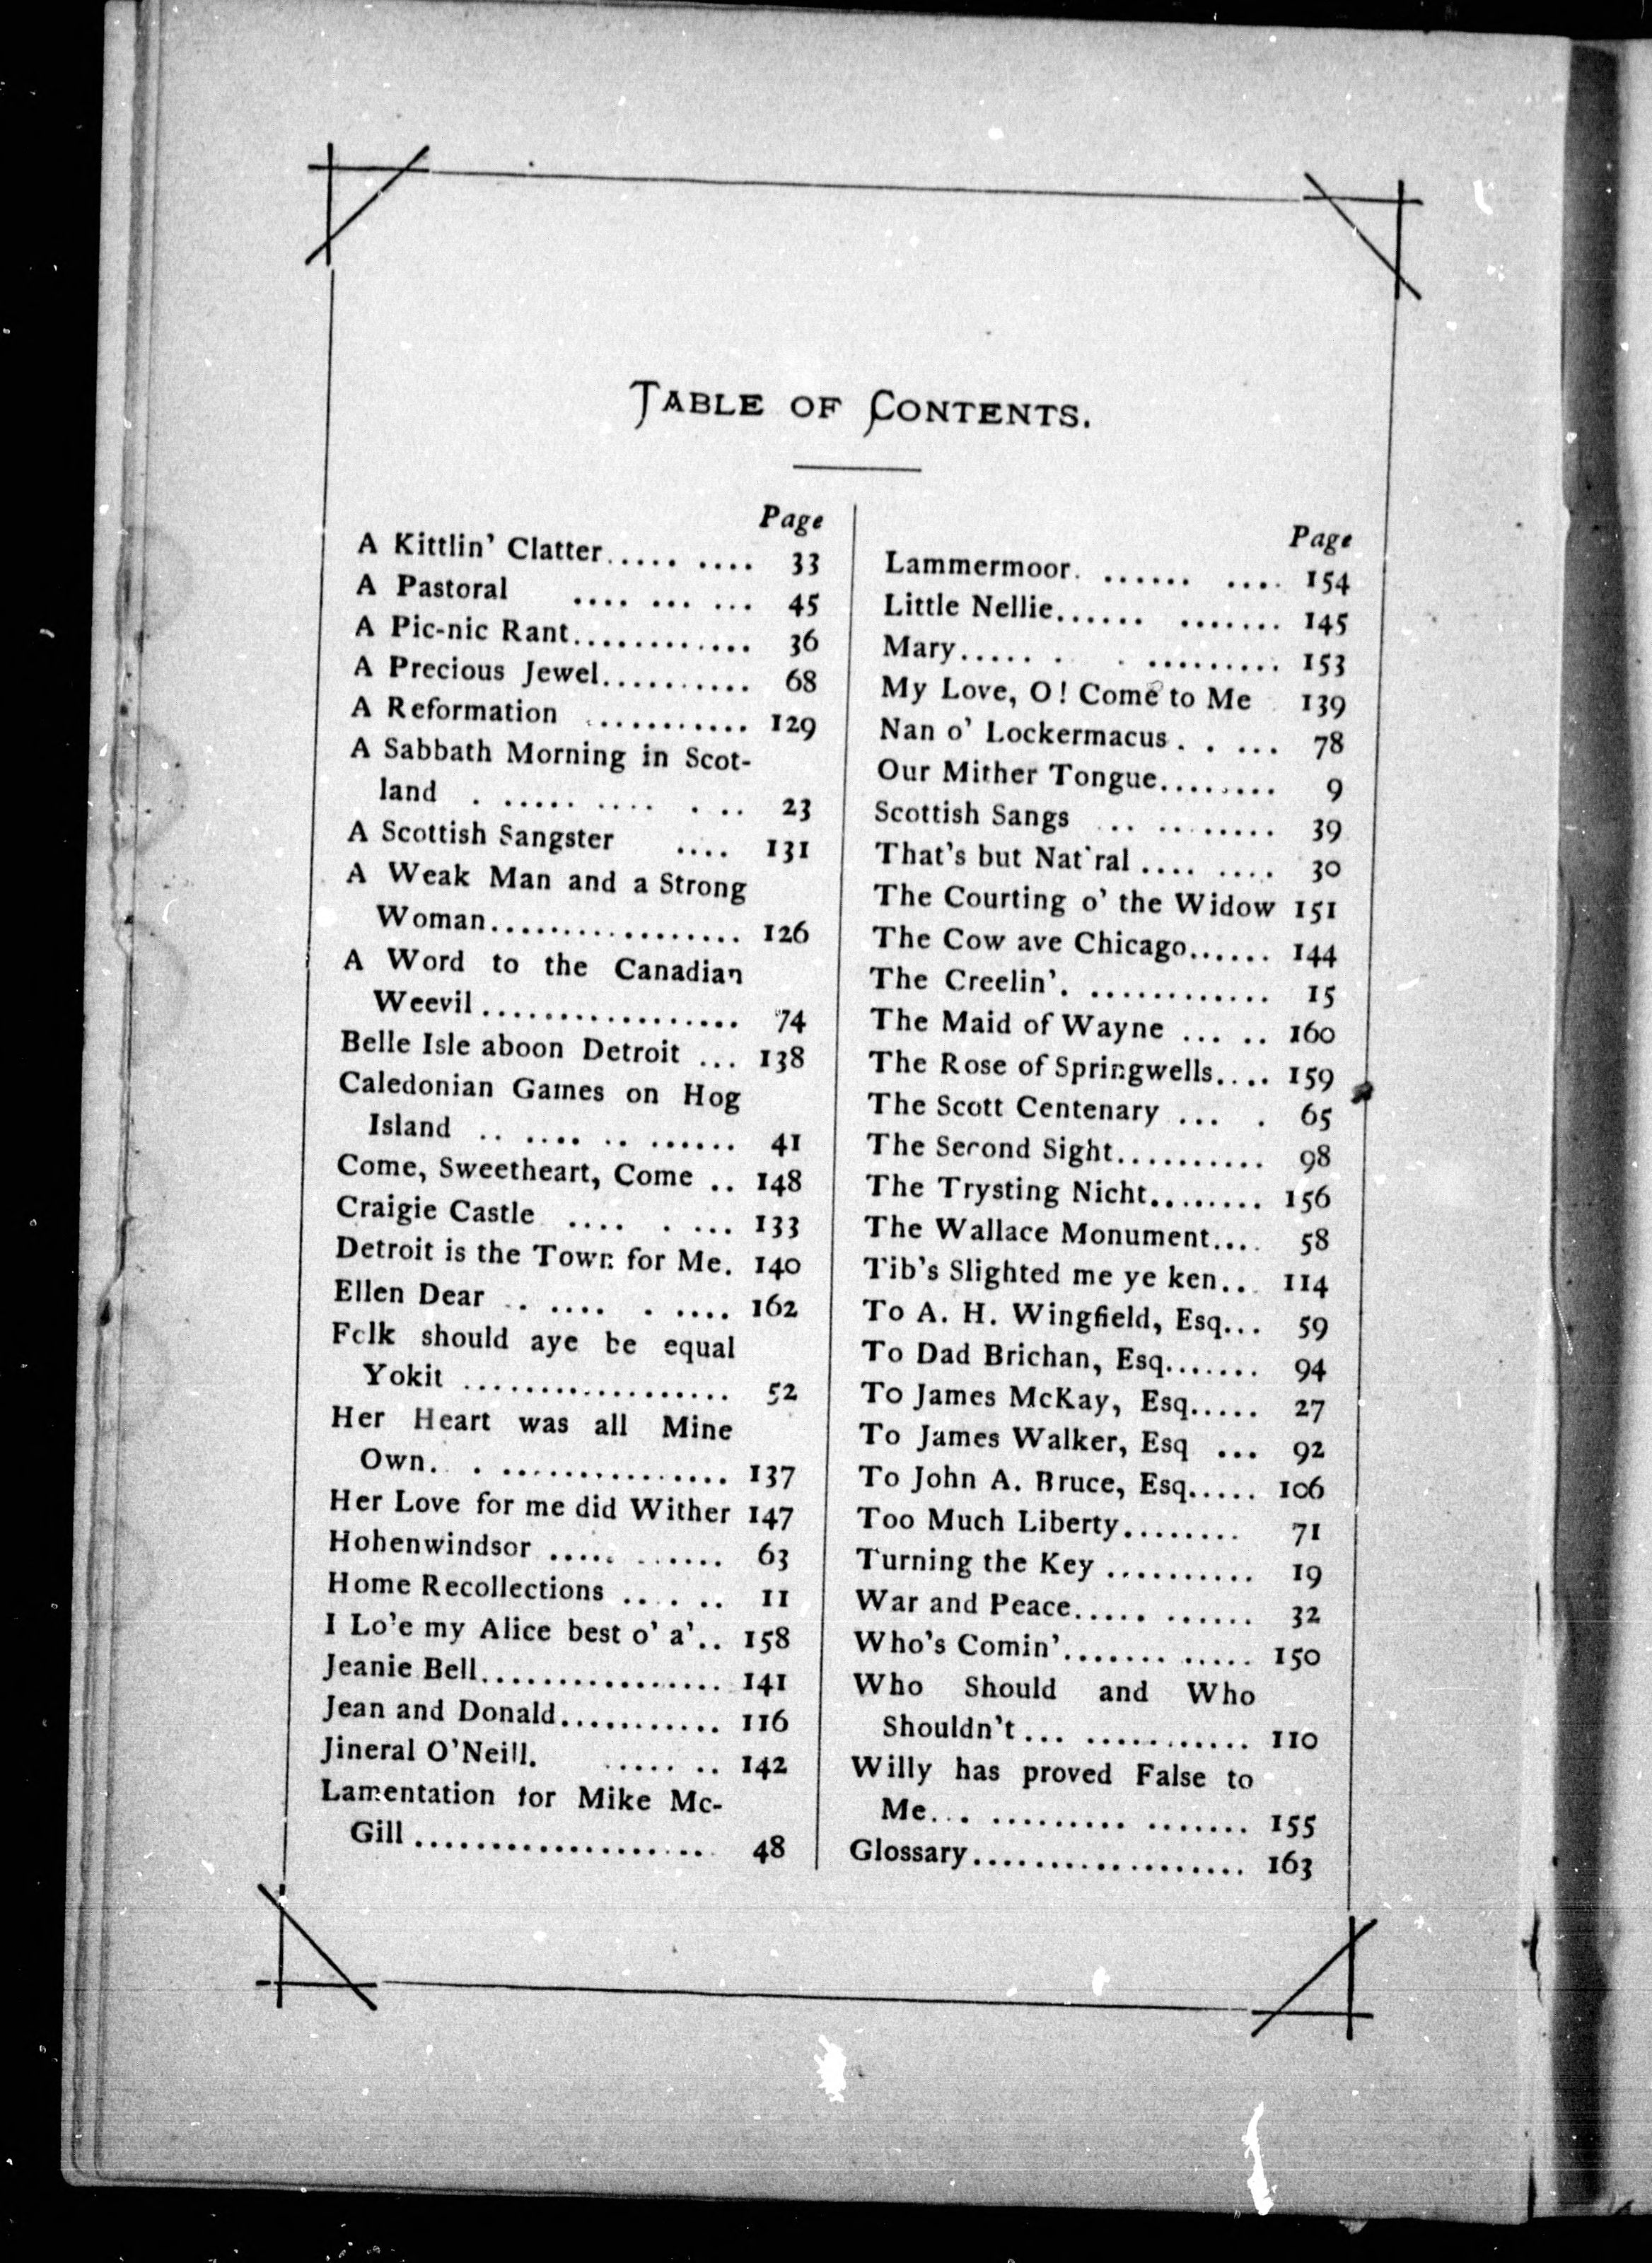 TABLE OF CONTENTS.
Page
A Kittlin' Clatter..... .... 33
A Pastoral .... ... ... 45
A Pic-nic Rant............. 36
A Precious Jewel.......... 68
A Reformation ........... 129
A Sabbath Morning in Scot-
land . ..... .... . .. 23
A Scottish Sangster .... 131
A Weak Man and a Strong
Woman................. 126
A Word to the Canadian
Weevil................. 74
Belle Isle aboon Detroit ... 138
Caledonian Games on Hog
Island .. .... .. ...... 41
Come, Sweetheart, Come .. 148
Craigie Castle .... . ... 133
Detroit is the Town for Me. 140
Ellen Dear .. .... . .... 162
Folk should aye be equal
Yokit .................. 52
Her Heart was all Mine
Own. . ............... 137
Her Love for me did Wither 147
Hohenwindsor ..... ...... 63
Home Recollections .... .. 11
I Lo'e my Alice best o' a'.. 158
Jeanie Bell................ 141
Jean and Donald........... 116
Jineral O'Neill. ..... .. 142
Lamentation for Mike Mc-
Gill.................... 48
Page
Lammermoor. ...... .... 154
Little Nellie...... ....... 145
Mary..... . . ......... 153
My Love, O! Come to Me 139
Nan o' Lockermacus . . ... 78
Our Mither Tongue........ 9
Scottish Sangs ... ........ 39
That's but Nat'ral .... .... 30
The Courting o' the Widow 151
The Cow ave Chicago...... 144
The Creelin'. ............ 15
The Maid of Wayne ... .. 160
The Rose of Springwells.... 159
The Scott Centenary ... . 65
The Second Sight.......... 98
The Trysting Nicht........ 156
The Wallace Monument.... 58
Tib's Slighted me ye ken... 114
To A. H. Wingfield, Esq... 59
To Dad Brichan, Esq....... 94
To James McKay, Esq..... 27
To James Walker, Esq ... 92
To John A. Bruce, Esq..... 106
Too Much Liberty........ 71
Turning the Key .......... 19
War and Peace..... ...... 32
Who's Comin'....... ..... 150
Who Should and Who
Shouldn't... ........... 110
Willy has proved False to
Me... ......... ....... 155
Glossary.................. 163